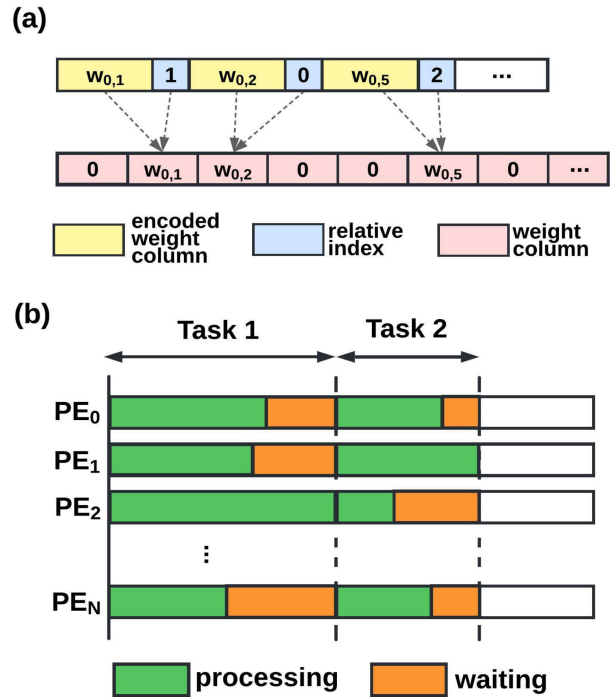 (a)
w0,1 1 w0,2 0 w0,5 2 ...
0 w0,1 w0,2 0 0 w0,5 0 ...
encoded
weight
column
relative
index
weight
column
(b)
Task 1 Task 2
PE0
PE1
PE2
⋮
PEN
processing waiting